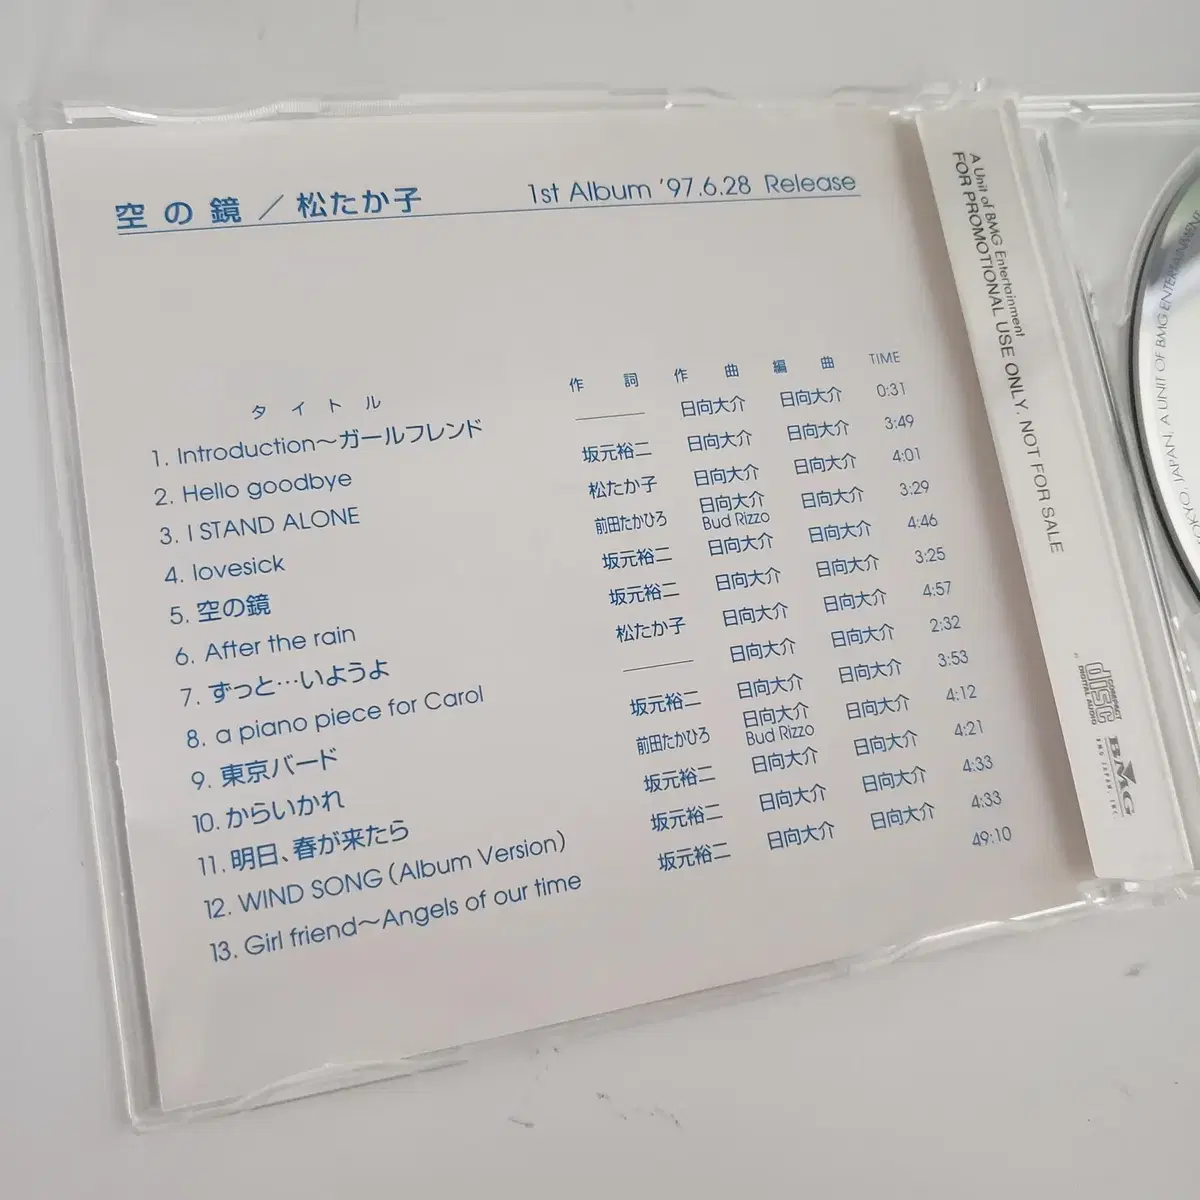 空の鏡／松たか子 1st Album '97.6.28 Release
タイトル 作詞 作曲 編曲 TIME
1. Introduction〜ガールフレンド ――― 日向大介 日向大介 0:31
2. Hello goodbye 坂元裕二 日向大介 日向大介 3:49
3. I STAND ALONE 松たか子 日向大介 日向大介 4:01
4. lovesick 前田たかひろ 日向大介 Bud Rizzo 日向大介 3:29
5. 空の鏡 坂元裕二 日向大介 日向大介 4:46
6. After the rain 坂元裕二 日向大介 日向大介 3:25
7. ずっと…いようよ 松たか子 日向大介 日向大介 4:57
8. a piano piece for Carol ――― 日向大介 日向大介 2:32
9. 東京バード 坂元裕二 日向大介 日向大介 3:53
10. からいかれ 前田たかひろ 日向大介 Bud Rizzo 日向大介 4:12
11. 明日、春が来たら 坂元裕二 日向大介 日向大介 4:21
12. WIND SONG (Album Version) 坂元裕二 日向大介 日向大介 4:33
13. Girl friend〜Angels of our time 坂元裕二 日向大介 日向大介 4:33
49:10
A Unit of BMG Entertainment
FOR PROMOTIONAL USE ONLY. NOT FOR SALE
COMPACT
disc
DIGITAL AUDIO
BMG
BMG JAPAN, INC.
TOKYO, JAPAN. A UNIT OF BMG ENTERTAINMENT